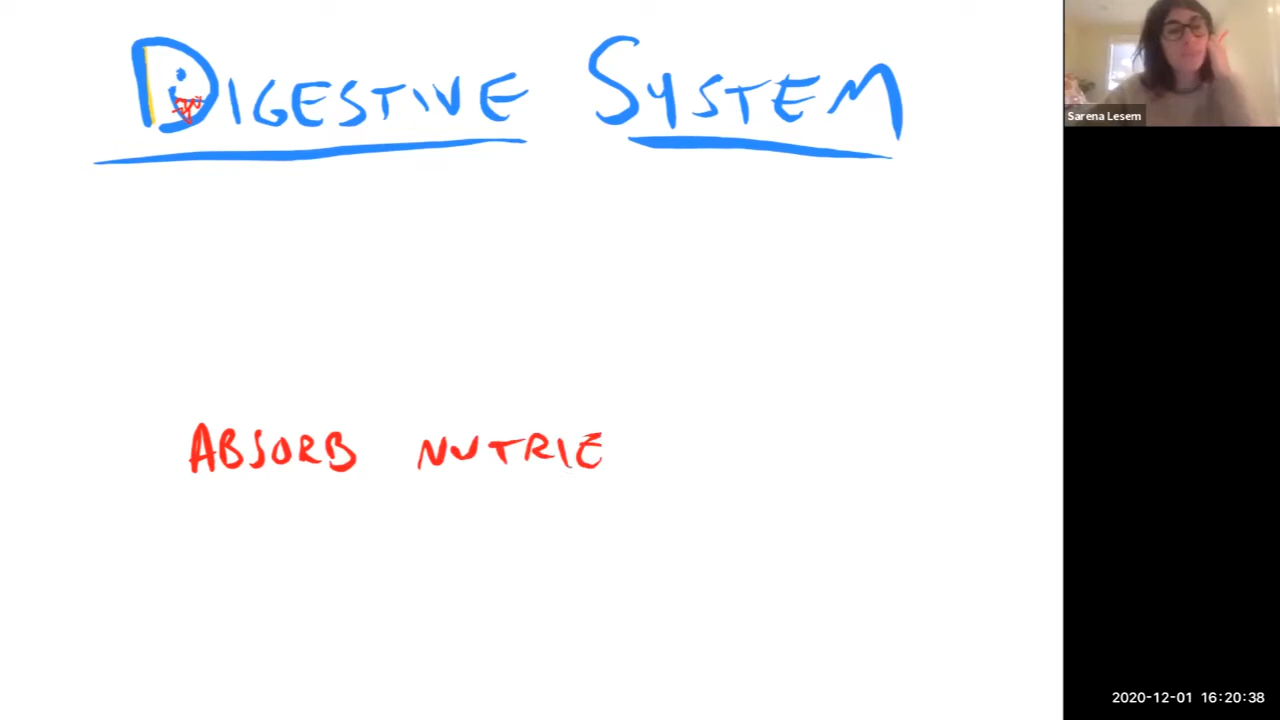 DIGESTIVE SYSTEM
Sarena Lesem
ABSORB NUTRIE
2020-12-01 16:20:38